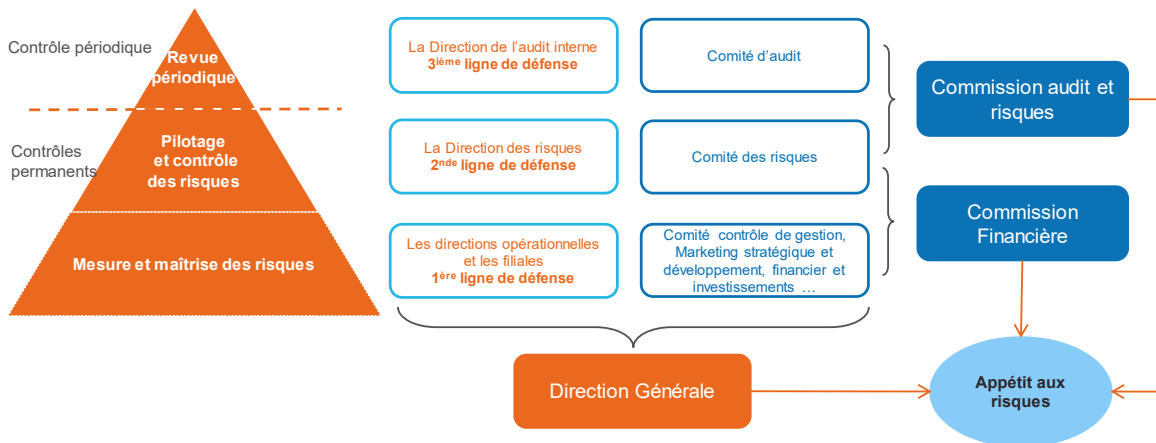 Contrôle périodique
Revue
périodique
Contrôles
permanents
Pilotage
et contrôle
des risques
Mesure et maîtrise des risques
La Direction de l'audit interne
3ième ligne de défense
Comité d'audit
La Direction des risques
2nde ligne de défense
Comité des risques
Les directions opérationnelles
et les filiales
1ère ligne de défense
Comité contrôle de gestion,
Marketing stratégique et
développement, financier et
investissements …
Commission audit et
risques
Commission
Financière
Direction Générale
Appétit aux
risques